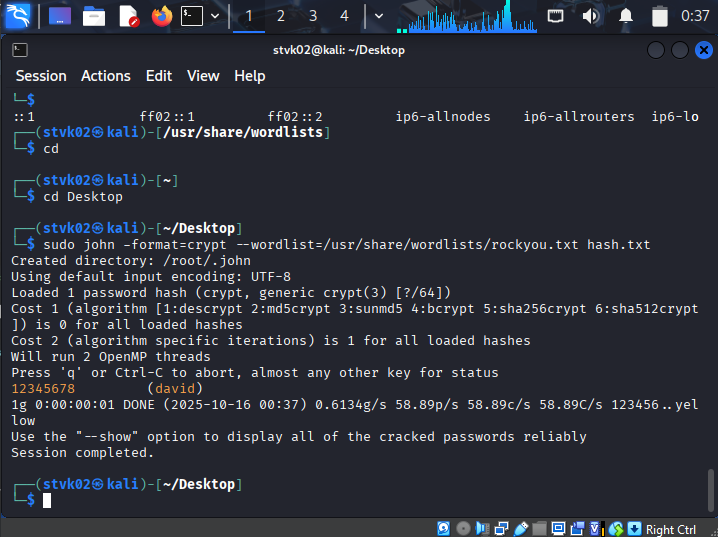 1 2 3 4 0:37
stvk02@kali: ~/Desktop
Session Actions Edit View Help
└─$
::1 ff02::1 ff02::2 ip6-allnodes ip6-allrouters ip6-lo
┌──(stvk02㉿kali)-[/usr/share/wordlists]
└─$ cd
┌──(stvk02㉿kali)-[~]
└─$ cd Desktop
┌──(stvk02㉿kali)-[~/Desktop]
└─$ sudo john -format=crypt --wordlist=/usr/share/wordlists/rockyou.txt hash.txt
Created directory: /root/.john
Using default input encoding: UTF-8
Loaded 1 password hash (crypt, generic crypt(3) [?/64])
Cost 1 (algorithm [1:descrypt 2:md5crypt 3:sunmd5 4:bcrypt 5:sha256crypt 6:sha512crypt
]) is 0 for all loaded hashes
Cost 2 (algorithm specific iterations) is 1 for all loaded hashes
Will run 2 OpenMP threads
Press 'q' or Ctrl-C to abort, almost any other key for status
12345678 (david)
1g 0:00:00:01 DONE (2025-10-16 00:37) 0.6134g/s 58.89p/s 58.89c/s 58.89C/s 123456..yel
low
Use the "--show" option to display all of the cracked passwords reliably
Session completed.
┌──(stvk02㉿kali)-[~/Desktop]
└─$
Right Ctrl